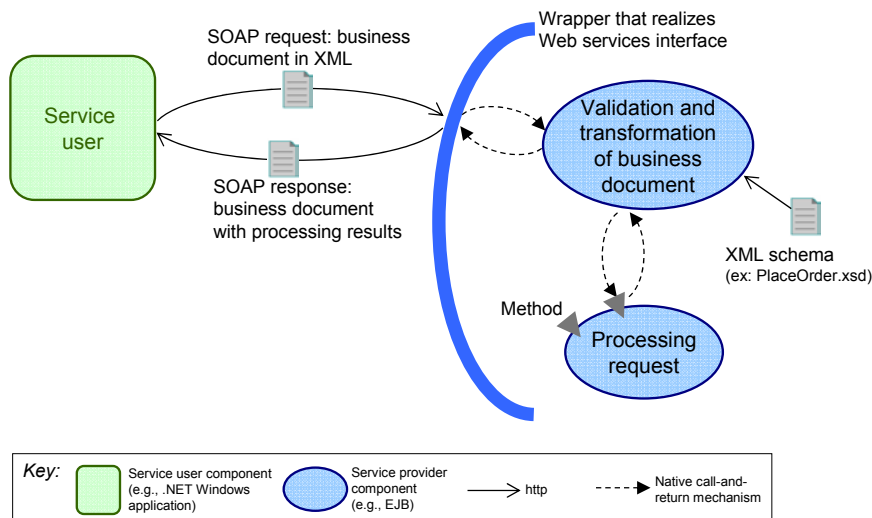 SOAP request: business
document in XML
Wrapper that realizes
Web services interface
Service
user
Validation and
transformation
of business
document
SOAP response:
business document
with processing results
XML schema
(ex: PlaceOrder.xsd)
Method
Processing
request
Key:
Service user component
(e.g., .NET Windows
application)
Service provider
component
(e.g., EJB)
http
Native call-and-
return mechanism